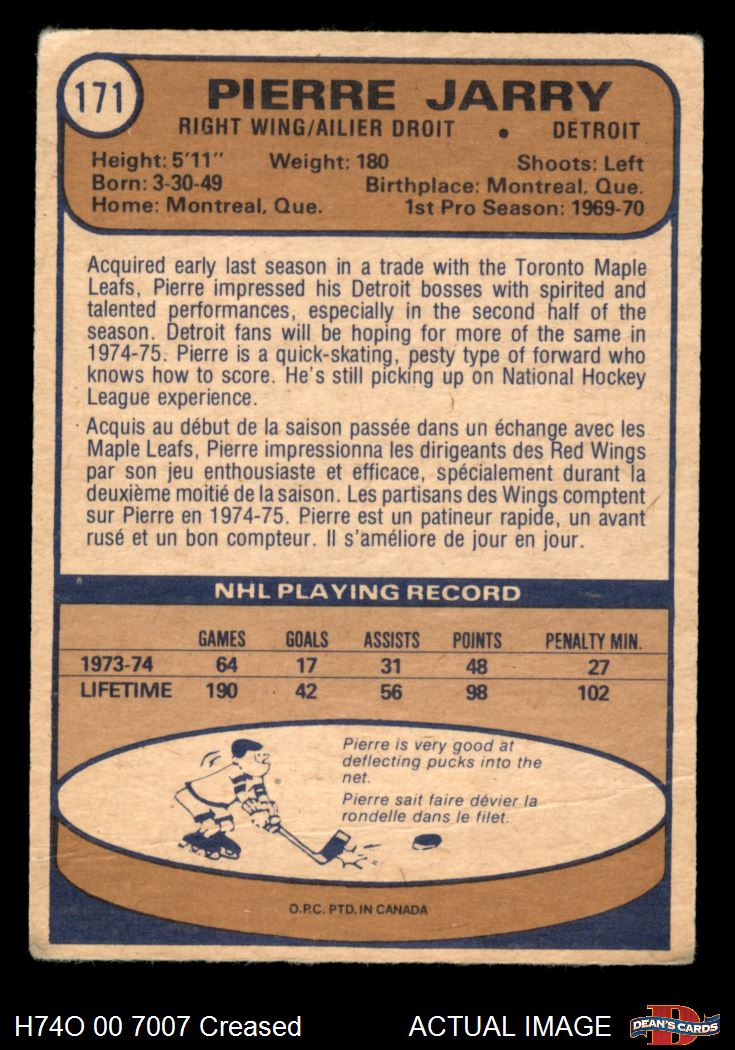 171
PIERRE JARRY
RIGHT WING/AILIER DROIT • DETROIT
Height: 5'11" Weight: 180 Shoots: Left
Born: 3-30-49 Birthplace: Montreal, Que.
Home: Montreal, Que. 1st Pro Season: 1969-70
Acquired early last season in a trade with the Toronto Maple
Leafs, Pierre impressed his Detroit bosses with spirited and
talented performances, especially in the second half of the
season. Detroit fans will be hoping for more of the same in
1974-75. Pierre is a quick-skating, pesty type of forward who
knows how to score. He's still picking up on National Hockey
League experience.
Acquis au début de la saison passée dans un échange avec les
Maple Leafs, Pierre impressionna les dirigeants des Red Wings
par son jeu enthousiaste et efficace, spécialement durant la
deuxième moitié de la saison. Les partisans des Wings comptent
sur Pierre en 1974-75. Pierre est un patineur rapide, un avant
rusé et un bon compteur. Il s'améliore de jour en jour.
NHL PLAYING RECORD
GAMES GOALS ASSISTS POINTS PENALTY MIN.
1973-74 64 17 31 48 27
LIFETIME 190 42 56 98 102
Pierre is very good at
deflecting pucks into the
net.
Pierre sait faire dévier la
rondelle dans le filet.
O.P.C. PTD. IN CANADA
H74O 00 7007 Creased ACTUAL IMAGE
DEAN'S CARDS